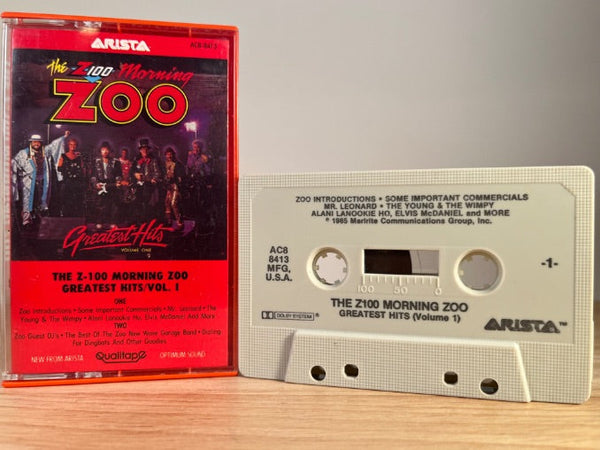 ARISTA
AC8 8413
The Z-100 Morning
ZOO
Greatest Hits
VOLUME ONE
THE Z-100 MORNING ZOO
GREATEST HITS/VOL. 1
ONE
Zoo Introductions • Some Important Commercials • Mr. Leonard • The
Young & The Wimpy • Alani Lanookie Ho, Elvis McDaniel And More
TWO
Zoo Guest DJ's • The Best Of The Zoo New Wave Garage Band • Dialing
For Dingbats And Other Goodies
NEW FROM ARISTA
Qualitape
OPTIMUM SOUND
ZOO INTRODUCTIONS • SOME IMPORTANT COMMERCIALS
MR. LEONARD • THE YOUNG & THE WIMPY
ALANI LANOOKIE HO, ELVIS McDANIEL and MORE
℗ 1985 Malrite Communications Group, Inc.
AC8
8413
MFG.
U.S.A.
-1-
100 50 0
DOLBY SYSTEM
THE Z100 MORNING ZOO
GREATEST HITS (Volume 1)
ARISTA™